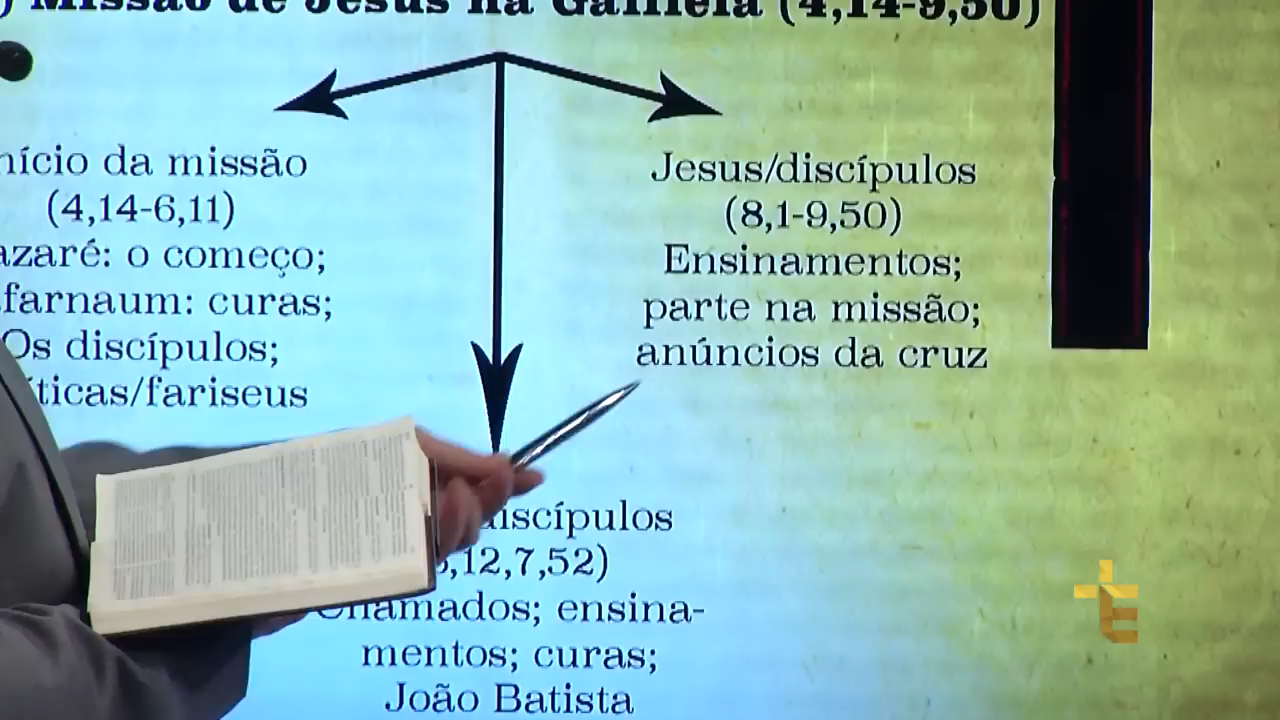 ) Missão de Jesus na Galileia (4,14-9,50)
nício da missão
(4,14-6,11)
azaré: o começo;
farnaum: curas;
Os discípulos;
íticas/fariseus
Jesus/discípulos
(8,1-9,50)
Ensinamentos;
parte na missão;
anúncios da cruz
discípulos
,12,7,52)
Chamados; ensina-
mentos; curas;
João Batista